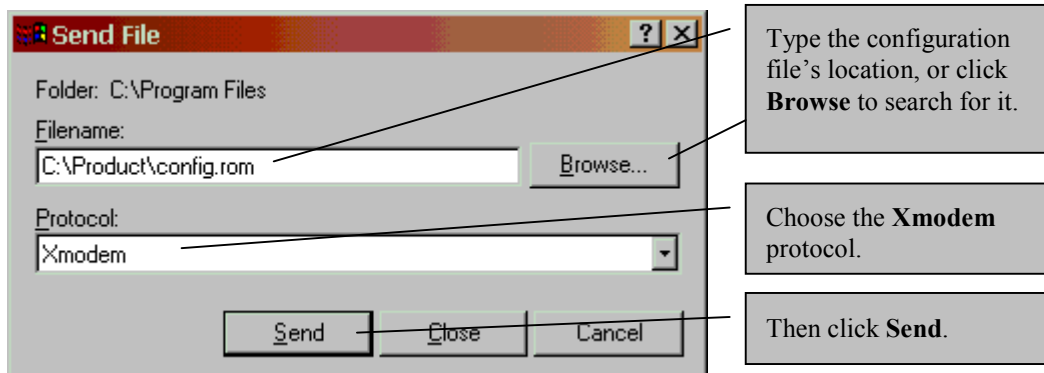 Send File
Folder: C:\Program Files
Filename:
C:\Product\config.rom
Browse...
Protocol:
Xmodem
Send
Close
Cancel
Type the configuration
file’s location, or click
Browse to search for it.
Choose the Xmodem
protocol.
Then click Send.